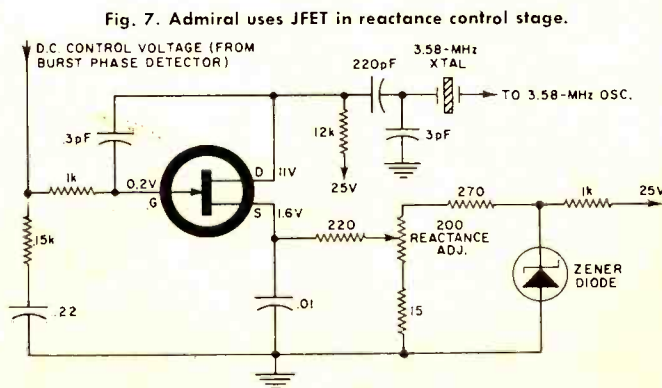 Fig. 7. Admiral uses JFET in reactance control stage.
D.C. CONTROL VOLTAGE (FROM
BURST PHASE DETECTOR)
3.58-MHz
XTAL
220pF
TO 3.58-MHz OSC.
.3pF
12k
3pF
25V
1k
0.2V
G
D
11V
S
1.6V
270
1k
25V
15k
220
200
REACTANCE
ADJ.
ZENER
DIODE
.22
.01
15